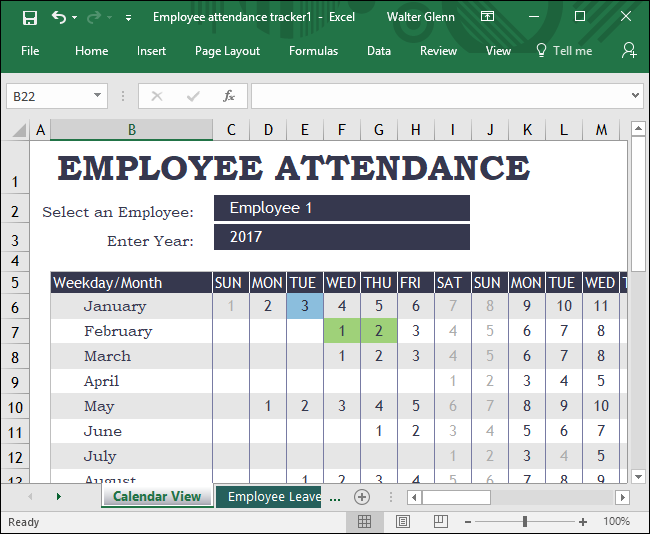 Employee attendance tracker1 - Excel Walter Glenn
File Home Insert Page Layout Formulas Data Review View Tell me
B22 fx
A B C D E F G H I J K L M
1 EMPLOYEE ATTENDANCE
2 Select an Employee: Employee 1
3 Enter Year: 2017
4
5 Weekday/Month SUN MON TUE WED THU FRI SAT SUN MON TUE WED T
6 January 1 2 3 4 5 6 7 8 9 10 11
7 February 1 2 3 4 5 6 7 8
8 March 1 2 3 4 5 6 7 8
9 April 1 2 3 4 5
10 May 1 2 3 4 5 6 7 8 9 10
11 June 1 2 3 4 5 6 7
12 July 1 2 3 4 5
13 August 1 2 3 4 5 6 7 8 9
Calendar View Employee Leave ...
Ready 100%